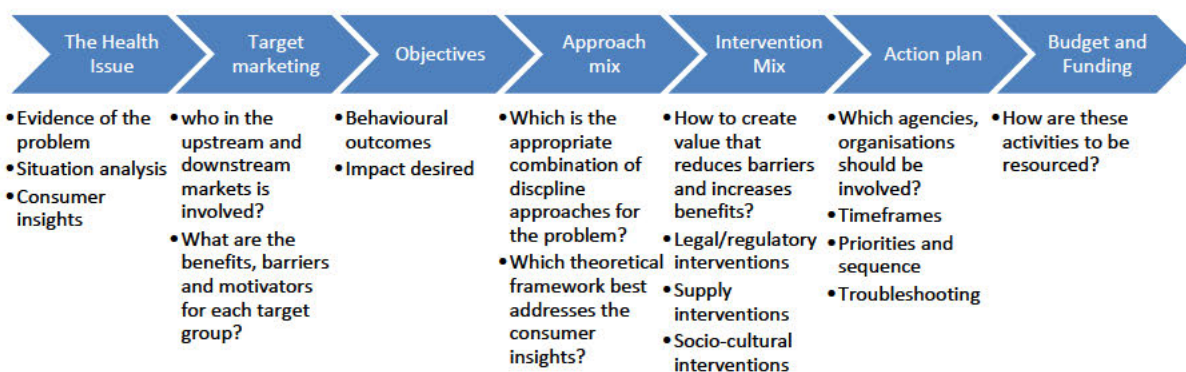 The Health
Issue
Target
marketing
Objectives
Approach
mix
Intervention
Mix
Action plan
Budget and
Funding
•Evidence of the
problem
•Situation analysis
•Consumer
insights
•who in the
upstream and
downstream
markets is
involved?
•What are the
benefits, barriers
and motivators
for each target
group?
•Behavioural
outcomes
•Impact desired
•Which is the
appropriate
combination of
discpline
approaches for
the problem?
•Which theoretical
framework best
addresses the
consumer
insights?
•How to create
value that
reduces barriers
and increases
benefits?
•Legal/regulatory
interventions
•Supply
interventions
•Socio-cultural
interventions
•Which agencies,
organisations
should be
involved?
•Timeframes
•Priorities and
sequence
•Troubleshooting
•How are these
activities to be
resourced?